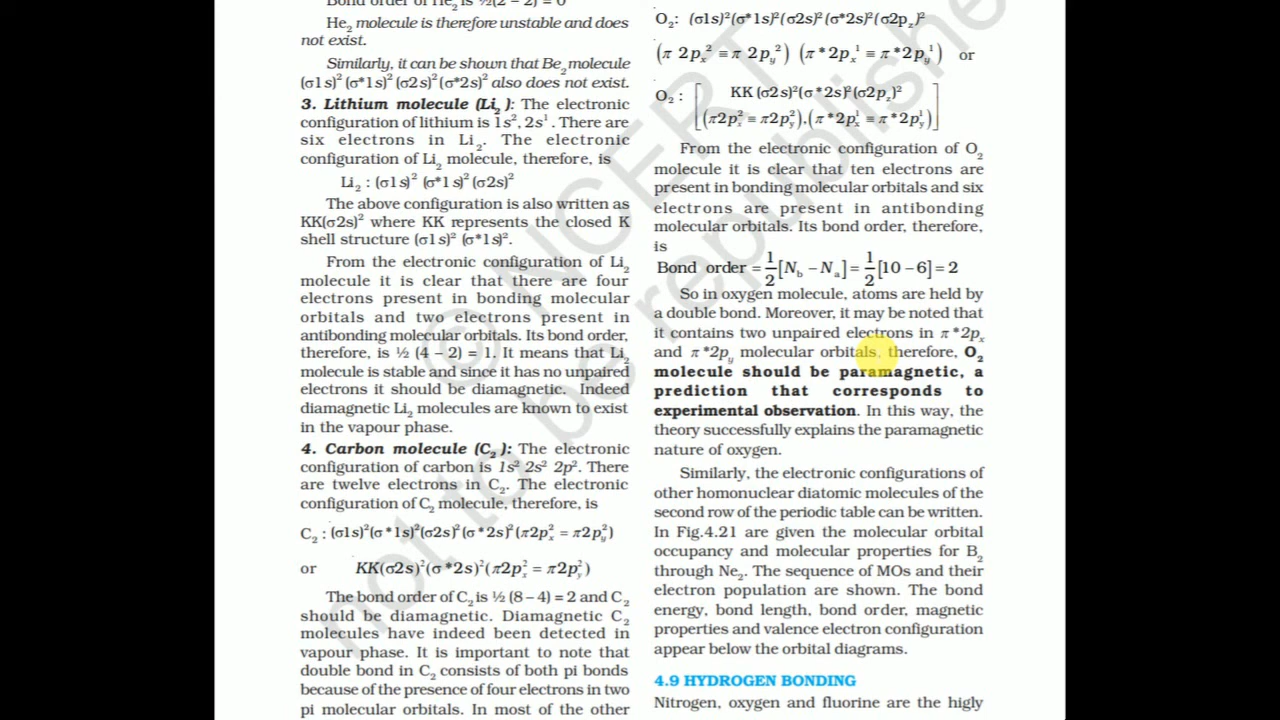 Bond order of He₂ is ½(2 – 2) = 0
He₂ molecule is therefore unstable and does
not exist.
Similarly, it can be shown that Be₂ molecule
(σ1s)² (σ*1s)² (σ2s)² (σ*2s)² also does not exist.
3. Lithium molecule (Li₂ ): The electronic
configuration of lithium is 1s², 2s¹ . There are
six electrons in Li₂. The electronic
configuration of Li₂ molecule, therefore, is
Li₂ : (σ1s)² (σ*1s)² (σ2s)²
The above configuration is also written as
KK(σ2s)² where KK represents the closed K
shell structure (σ1s)² (σ*1s)².
From the electronic configuration of Li₂
molecule it is clear that there are four
electrons present in bonding molecular
orbitals and two electrons present in
antibonding molecular orbitals. Its bond order,
therefore, is ½ (4 – 2) = 1. It means that Li₂
molecule is stable and since it has no unpaired
electrons it should be diamagnetic. Indeed
diamagnetic Li₂ molecules are known to exist
in the vapour phase.
4. Carbon molecule (C₂ ): The electronic
configuration of carbon is 1s² 2s² 2p². There
are twelve electrons in C₂. The electronic
configuration of C₂ molecule, therefore, is
C₂ : (σ1s)²(σ*1s)²(σ2s)²(σ*2s)²(π2pₓ² = π2p_y²)
or KK(σ2s)²(σ*2s)²(π2pₓ² = π2p_y²)
The bond order of C₂ is ½ (8 – 4) = 2 and C₂
should be diamagnetic. Diamagnetic C₂
molecules have indeed been detected in
vapour phase. It is important to note that
double bond in C₂ consists of both pi bonds
because of the presence of four electrons in two
pi molecular orbitals. In most of the other
O₂: (σ1s)²(σ*1s)²(σ2s)²(σ*2s)²(σ2p_z)²
(π 2pₓ² ≡ π 2p_y²) (π*2pₓ¹ ≡ π*2p_y¹) or
O₂ : [KK (σ2s)²(σ*2s)²(σ2p_z)²
(π2pₓ² ≡ π2p_y²).(π*2pₓ¹ ≡ π*2p_y¹)]
From the electronic configuration of O₂
molecule it is clear that ten electrons are
present in bonding molecular orbitals and six
electrons are present in antibonding
molecular orbitals. Its bond order, therefore,
is
Bond order = 1/2 [N_b – N_a] = 1/2 [10 – 6] = 2
So in oxygen molecule, atoms are held by
a double bond. Moreover, it may be noted that
it contains two unpaired electrons in π*2pₓ
and π*2p_y molecular orbitals, therefore, O₂
molecule should be paramagnetic, a
prediction that corresponds to
experimental observation. In this way, the
theory successfully explains the paramagnetic
nature of oxygen.
Similarly, the electronic configurations of
other homonuclear diatomic molecules of the
second row of the periodic table can be written.
In Fig.4.21 are given the molecular orbital
occupancy and molecular properties for B₂
through Ne₂. The sequence of MOs and their
electron population are shown. The bond
energy, bond length, bond order, magnetic
properties and valence electron configuration
appear below the orbital diagrams.
4.9 HYDROGEN BONDING
Nitrogen, oxygen and fluorine are the higly
© NCERT
not to be republishe